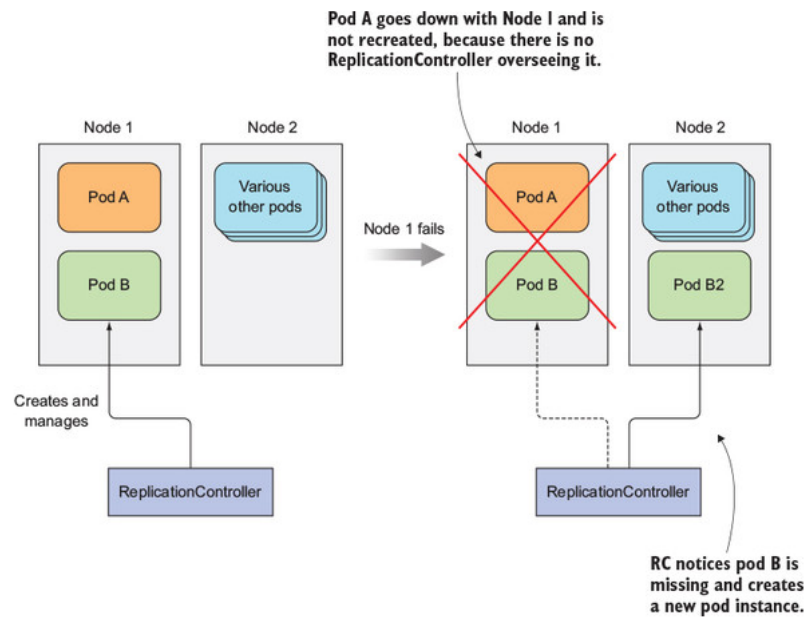 Pod A goes down with Node 1 and is
not recreated, because there is no
ReplicationController overseeing it.
Node 1
Node 2
Pod A
Various
other pods
Pod B
Creates and
manages
ReplicationController
Node 1 fails
Node 1
Node 2
Pod A
Various
other pods
Pod B
Pod B2
ReplicationController
RC notices pod B is
missing and creates
a new pod instance.